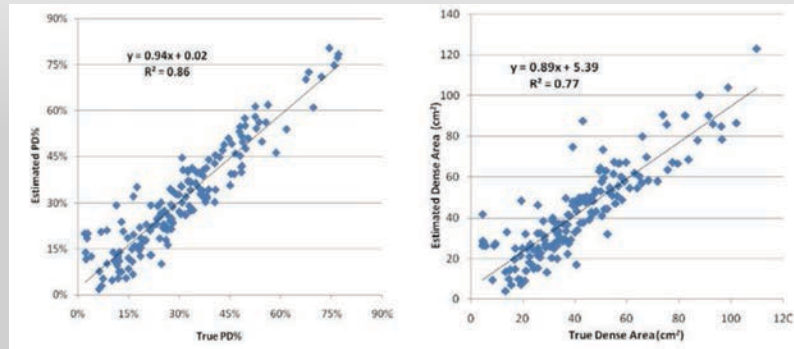 90%
75%
60%
45%
30%
15%
0%
Estimated PD%
y = 0.94x + 0.02
R² = 0.86
0% 15% 30% 45% 60% 75% 90%
True PD%
140
120
100
80
60
40
20
0
Estimated Dense Area (cm²)
y = 0.89x + 5.39
R² = 0.77
0 20 40 60 80 100 12
True Dense Area (cm²)